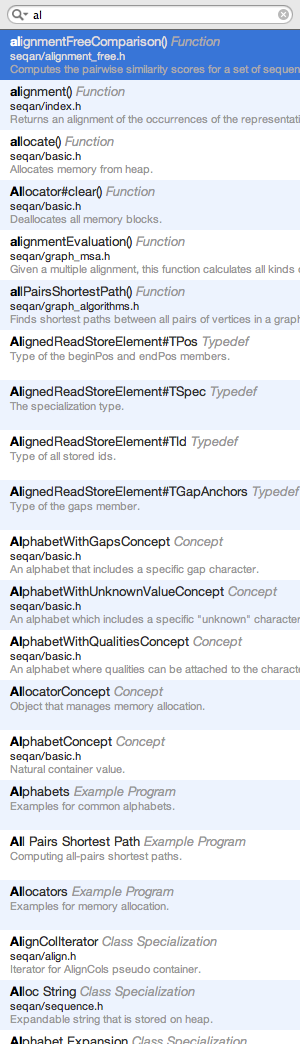 al
alignmentFreeComparison() Function
seqan/alignment_free.h
Computes the pairwise similarity scores for a set of
alignment() Function
seqan/index.h
Returns an alignment of the occurrences of the
allocate() Function
seqan/basic.h
Allocates memory from heap.
Allocator#clear() Function
seqan/basic.h
Deallocates all memory blocks.
alignmentEvaluation() Function
seqan/graph_msa.h
Given a multiple alignment, this function calculates all kinds
allPairsShortestPath() Function
seqan/graph_algorithms.h
Finds shortest paths between all pairs of vertices in a
AlignedReadStoreElement#TPos Typedef
Type of the beginPos and endPos members.
AlignedReadStoreElement#TSpec Typedef
The specialization type.
AlignedReadStoreElement#TId Typedef
Type of all stored ids.
AlignedReadStoreElement#TGapAnchors Typedef
Type of the gaps member.
AlphabetWithGapsConcept Concept
seqan/basic.h
An alphabet that includes a specific gap character.
AlphabetWithUnknownValueConcept Concept
seqan/basic.h
An alphabet which includes a specific "unknown" character
AlphabetWithQualitiesConcept Concept
seqan/basic.h
An alphabet where qualities can be attached to the
AllocatorConcept Concept
Object that manages memory allocation.
AlphabetConcept Concept
seqan/basic.h
Natural container value.
Alphabets Example Program
Examples for common alphabets.
All Pairs Shortest Path Example Program
Computing all-pairs shortest paths.
Allocators Example Program
Examples for memory allocation.
AlignColIterator Class Specialization
seqan/align.h
Iterator for AlignCols pseudo container.
Alloc String Class Specialization
seqan/sequence.h
Expandable string that is stored on heap.
Alphabet Expansion Class Specialization